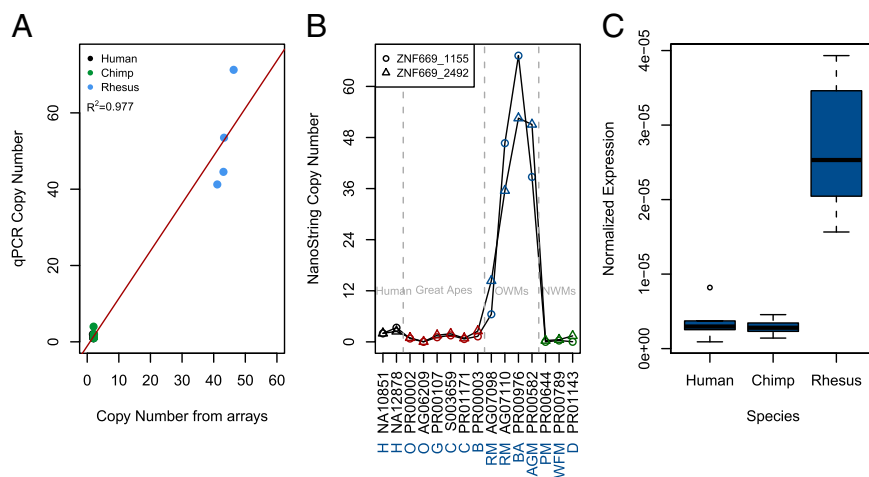 A
Human
Chimp
Rhesus
R²=0.977
qPCR Copy Number
0 20 40 60
0 10 20 30 40 50 60
Copy Number from arrays
B
ZNF669_1155
ZNF669_2492
NanoString Copy Number
0 12 24 36 48 60
Human Great Apes OWMs NWMs
H NA10851
H NA12878
O PR00002
O AG06209
G PR00107
C S003659
C PR01171
B PR00003
RM AG07098
RM AG07110
BA PR00976
AGM PR00582
PM PR00644
WFM PR00789
D PR01143
C
Normalized Expression
0e+00 1e-05 2e-05 3e-05 4e-05
Human Chimp Rhesus
Species